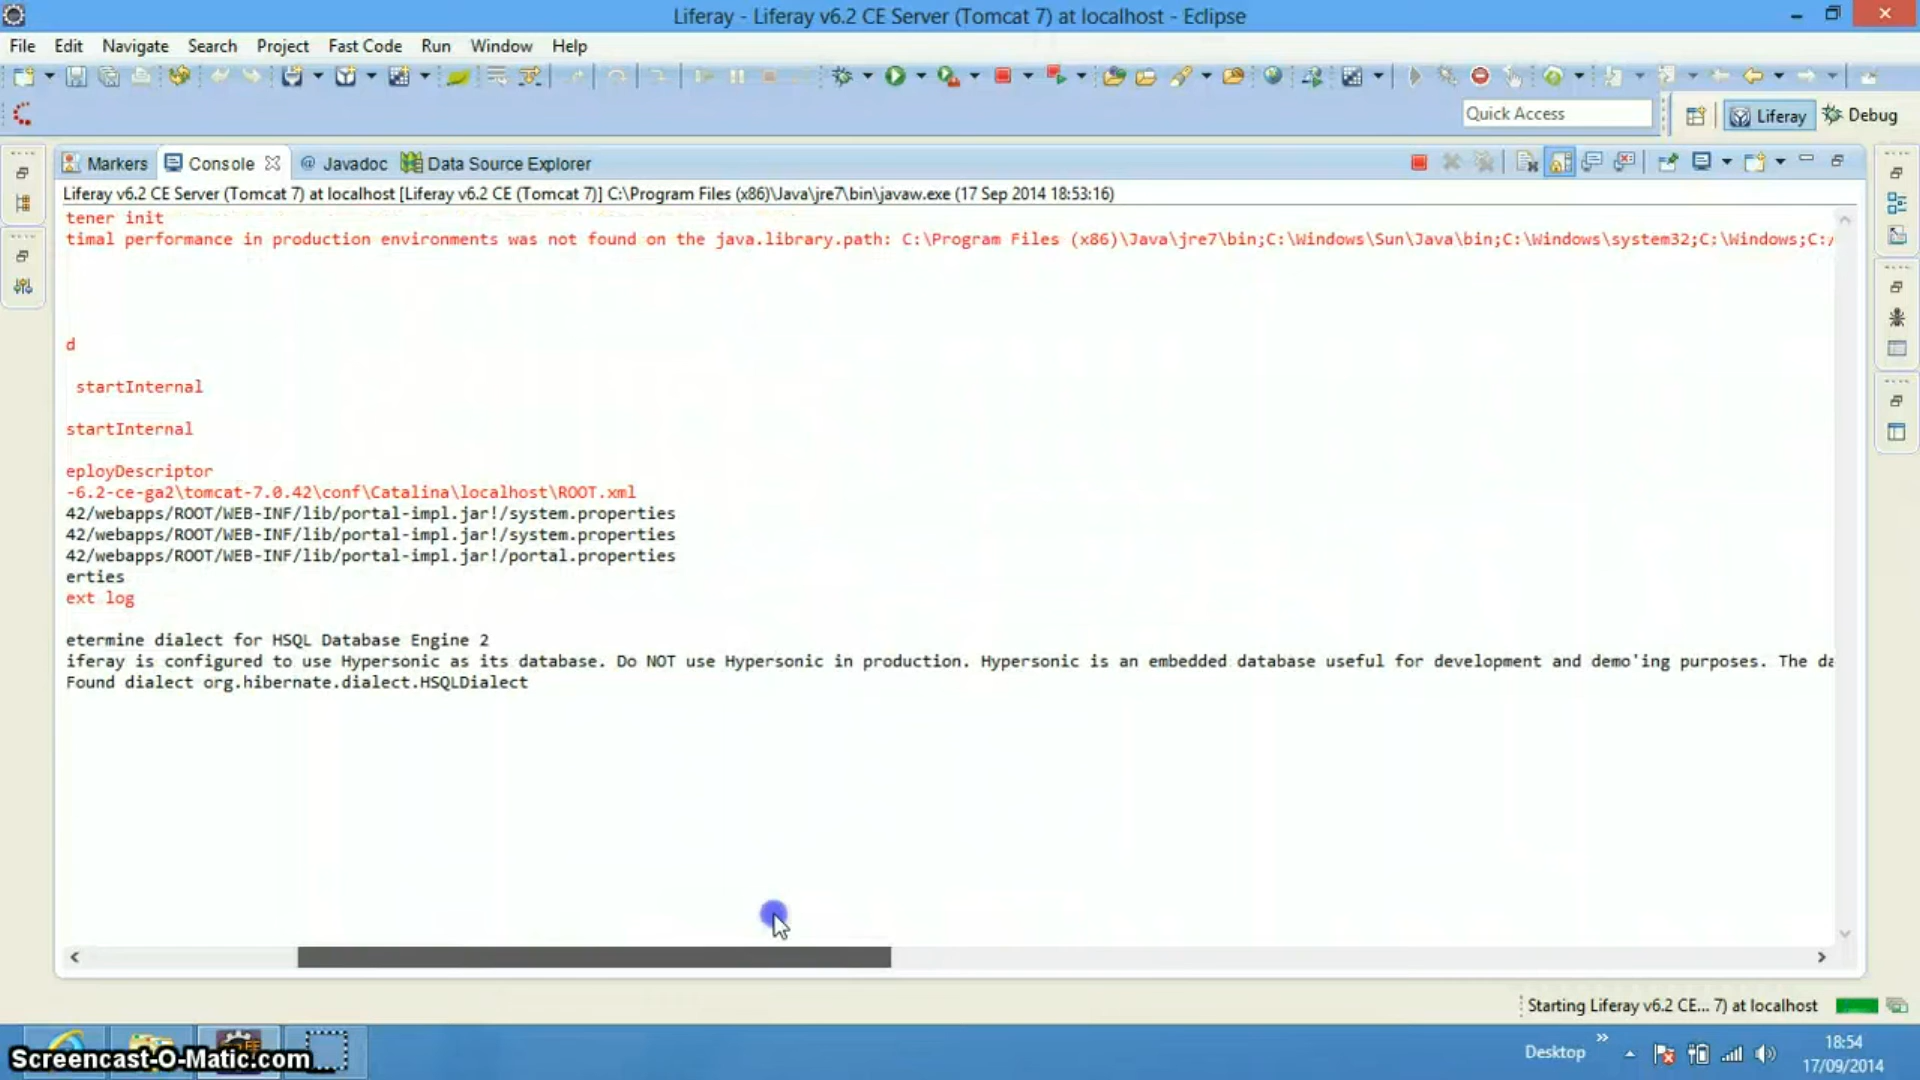 Liferay - Liferay v6.2 CE Server (Tomcat 7) at localhost - Eclipse
File Edit Navigate Search Project Fast Code Run Window Help
Quick Access
Liferay
Debug
Markers
Console
Javadoc
Data Source Explorer
Liferay v6.2 CE Server (Tomcat 7) at localhost [Liferay v6.2 CE (Tomcat 7)] C:\Program Files (x86)\Java\jre7\bin\javaw.exe (17 Sep 2014 18:53:16)
tener init
timal performance in production environments was not found on the java.library.path: C:\Program Files (x86)\Java\jre7\bin;C:\Windows\Sun\Java\bin;C:\Windows\system32;C:\Windows;C:/
d
startInternal
startInternal
eployDescriptor
-6.2-ce-ga2\tomcat-7.0.42\conf\Catalina\localhost\ROOT.xml
42/webapps/ROOT/WEB-INF/lib/portal-impl.jar!/system.properties
42/webapps/ROOT/WEB-INF/lib/portal-impl.jar!/system.properties
42/webapps/ROOT/WEB-INF/lib/portal-impl.jar!/portal.properties
erties
ext log
etermine dialect for HSQL Database Engine 2
iferay is configured to use Hypersonic as its database. Do NOT use Hypersonic in production. Hypersonic is an embedded database useful for development and demo'ing purposes. The da
Found dialect org.hibernate.dialect.HSQLDialect
Starting Liferay v6.2 CE... 7) at localhost
Screencast-O-Matic.com
Desktop
18:54
17/09/2014